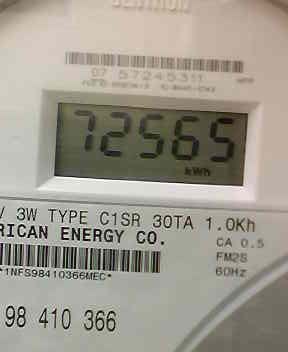 CENTRON
07 57245311
72565
kWh
V 3W TYPE C1SR 30TA 1.0Kh
RICAN ENERGY CO.
CA 0.5
FM2S
60Hz
*1NFS98410366MEC*
98 410 366